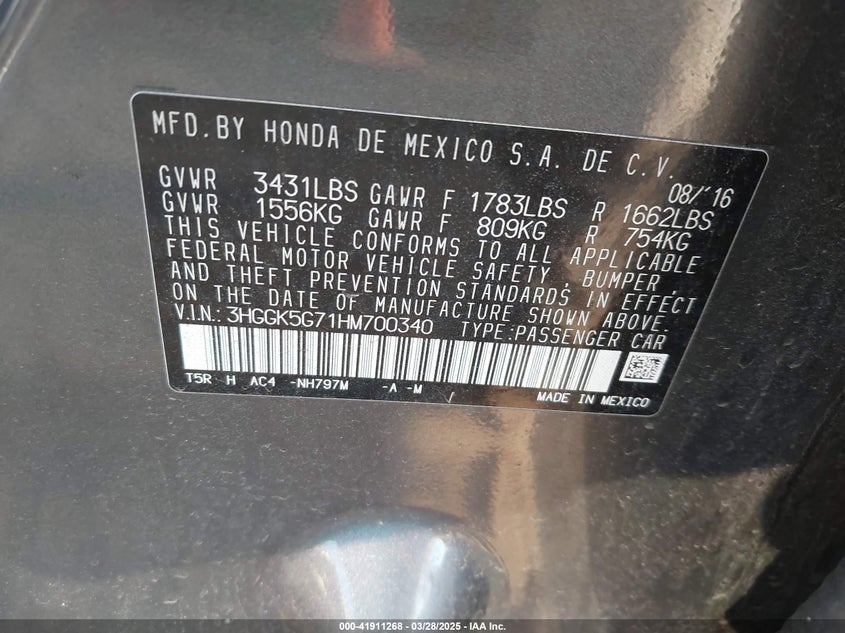 MFD.BY HONDA DE MEXICO S.A. DE C.V.
08/'16
GVWR 3431LBS GAWR F 1783LBS R 1662LBS
GVWR 1556KG GAWR F 809KG R 754KG
THIS VEHICLE CONFORMS TO ALL APPLICABLE
FEDERAL MOTOR VEHICLE SAFETY, BUMPER,
AND THEFT PREVENTION STANDARDS IN EFFECT
ON THE DATE OF MANUFACTURE SHOWN ABOVE.
V.I.N.: 3HGGK5G71HM700340 TYPE:PASSENGER CAR
T5R H AC4 -NH797M -A -M /
MADE IN MEXICO
000-41911268 - 03/28/2025 - IAA Inc.